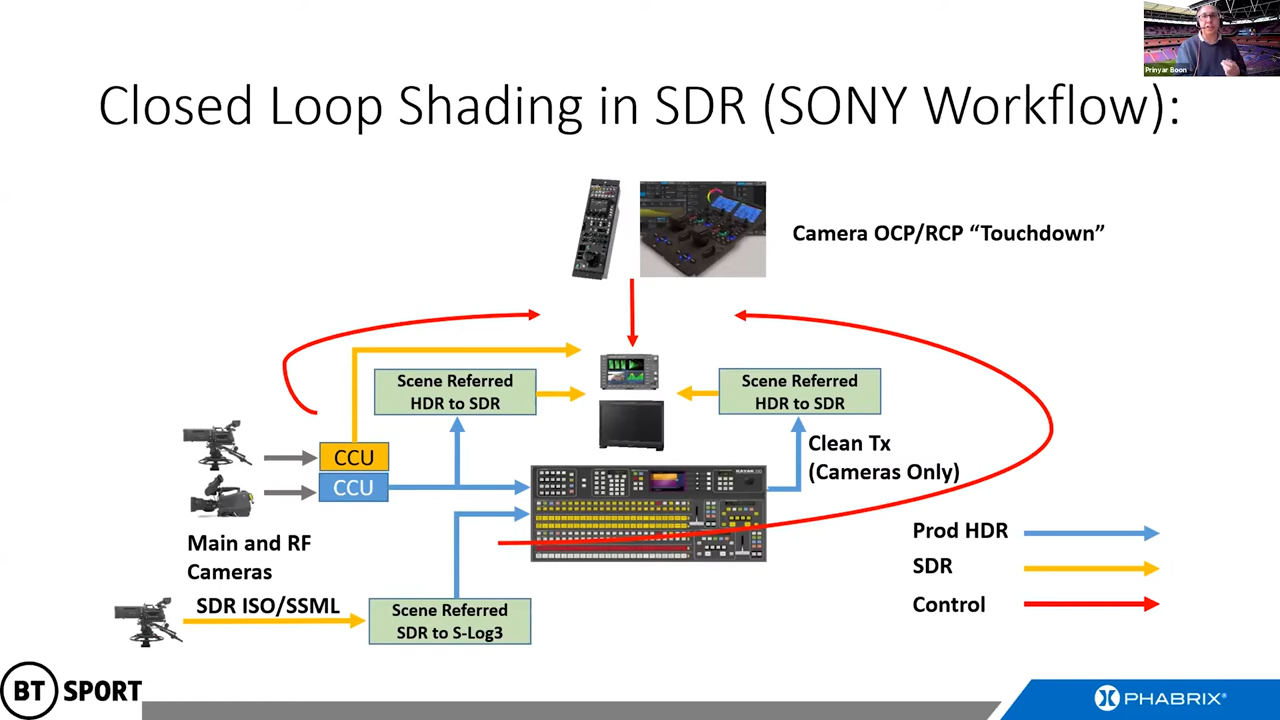 Prinyar Boon
Closed Loop Shading in SDR (SONY Workflow):
Camera OCP/RCP “Touchdown”
Scene Referred
HDR to SDR
Scene Referred
HDR to SDR
CCU
CCU
Clean Tx
(Cameras Only)
Main and RF
Cameras
SDR ISO/SSML
Scene Referred
SDR to S-Log3
Prod HDR
SDR
Control
BT SPORT
PHABRIX®